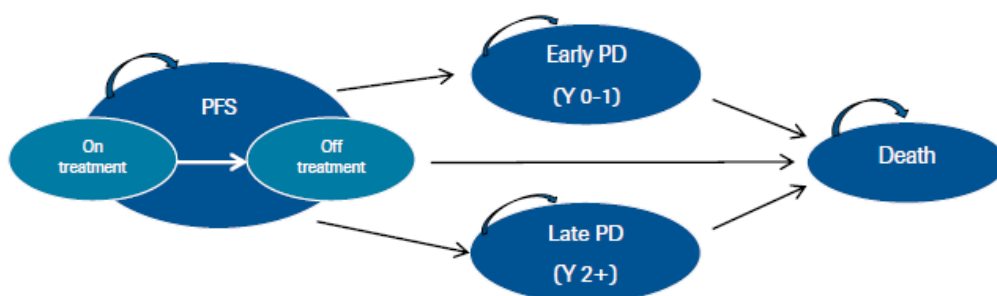 PFS
On
treatment
Off
treatment
Early PD
(Y 0-1)
Late PD
(Y 2+)
Death